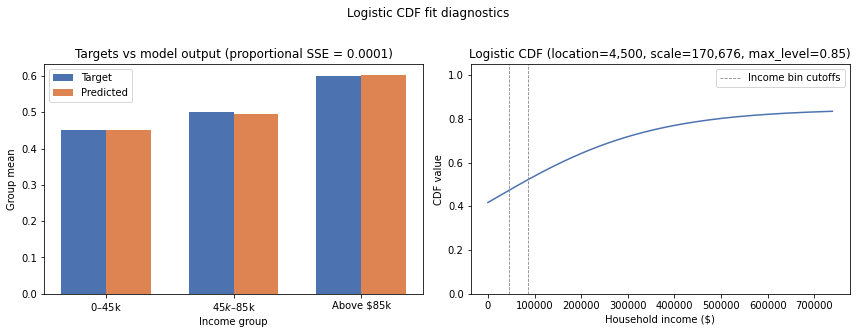 Logistic CDF fit diagnostics
Targets vs model output (proportional SSE = 0.0001)
Target
Predicted
Group mean
0.6
0.5
0.4
0.3
0.2
0.1
0.0
0–45k
45k–85k
Above $85k
Income group
Logistic CDF (location=4,500, scale=170,676, max_level=0.85)
Income bin cutoffs
CDF value
1.0
0.8
0.6
0.4
0.2
0.0
0
100000
200000
300000
400000
500000
600000
700000
Household income ($)